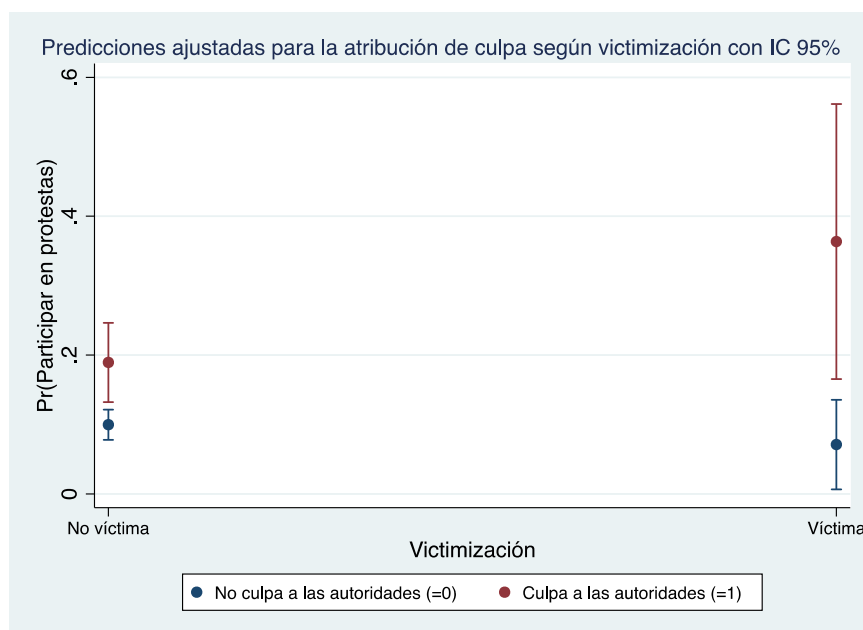 Predicciones ajustadas para la atribución de culpa según victimización con IC 95%
Pr(Participar en protestas)
.6
.4
.2
0
No víctima
Víctima
Victimización
No culpa a las autoridades (=0)
Culpa a las autoridades (=1)